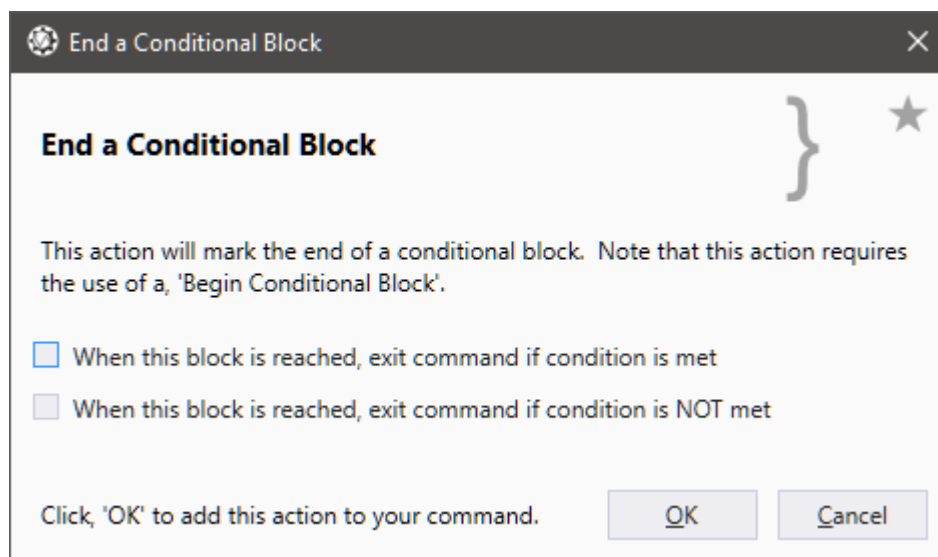 End a Conditional Block
End a Conditional Block
}
This action will mark the end of a conditional block.  Note that this action requires
the use of a, 'Begin Conditional Block'.
When this block is reached, exit command if condition is met
When this block is reached, exit command if condition is NOT met
Click, 'OK' to add this action to your command.
OK
Cancel